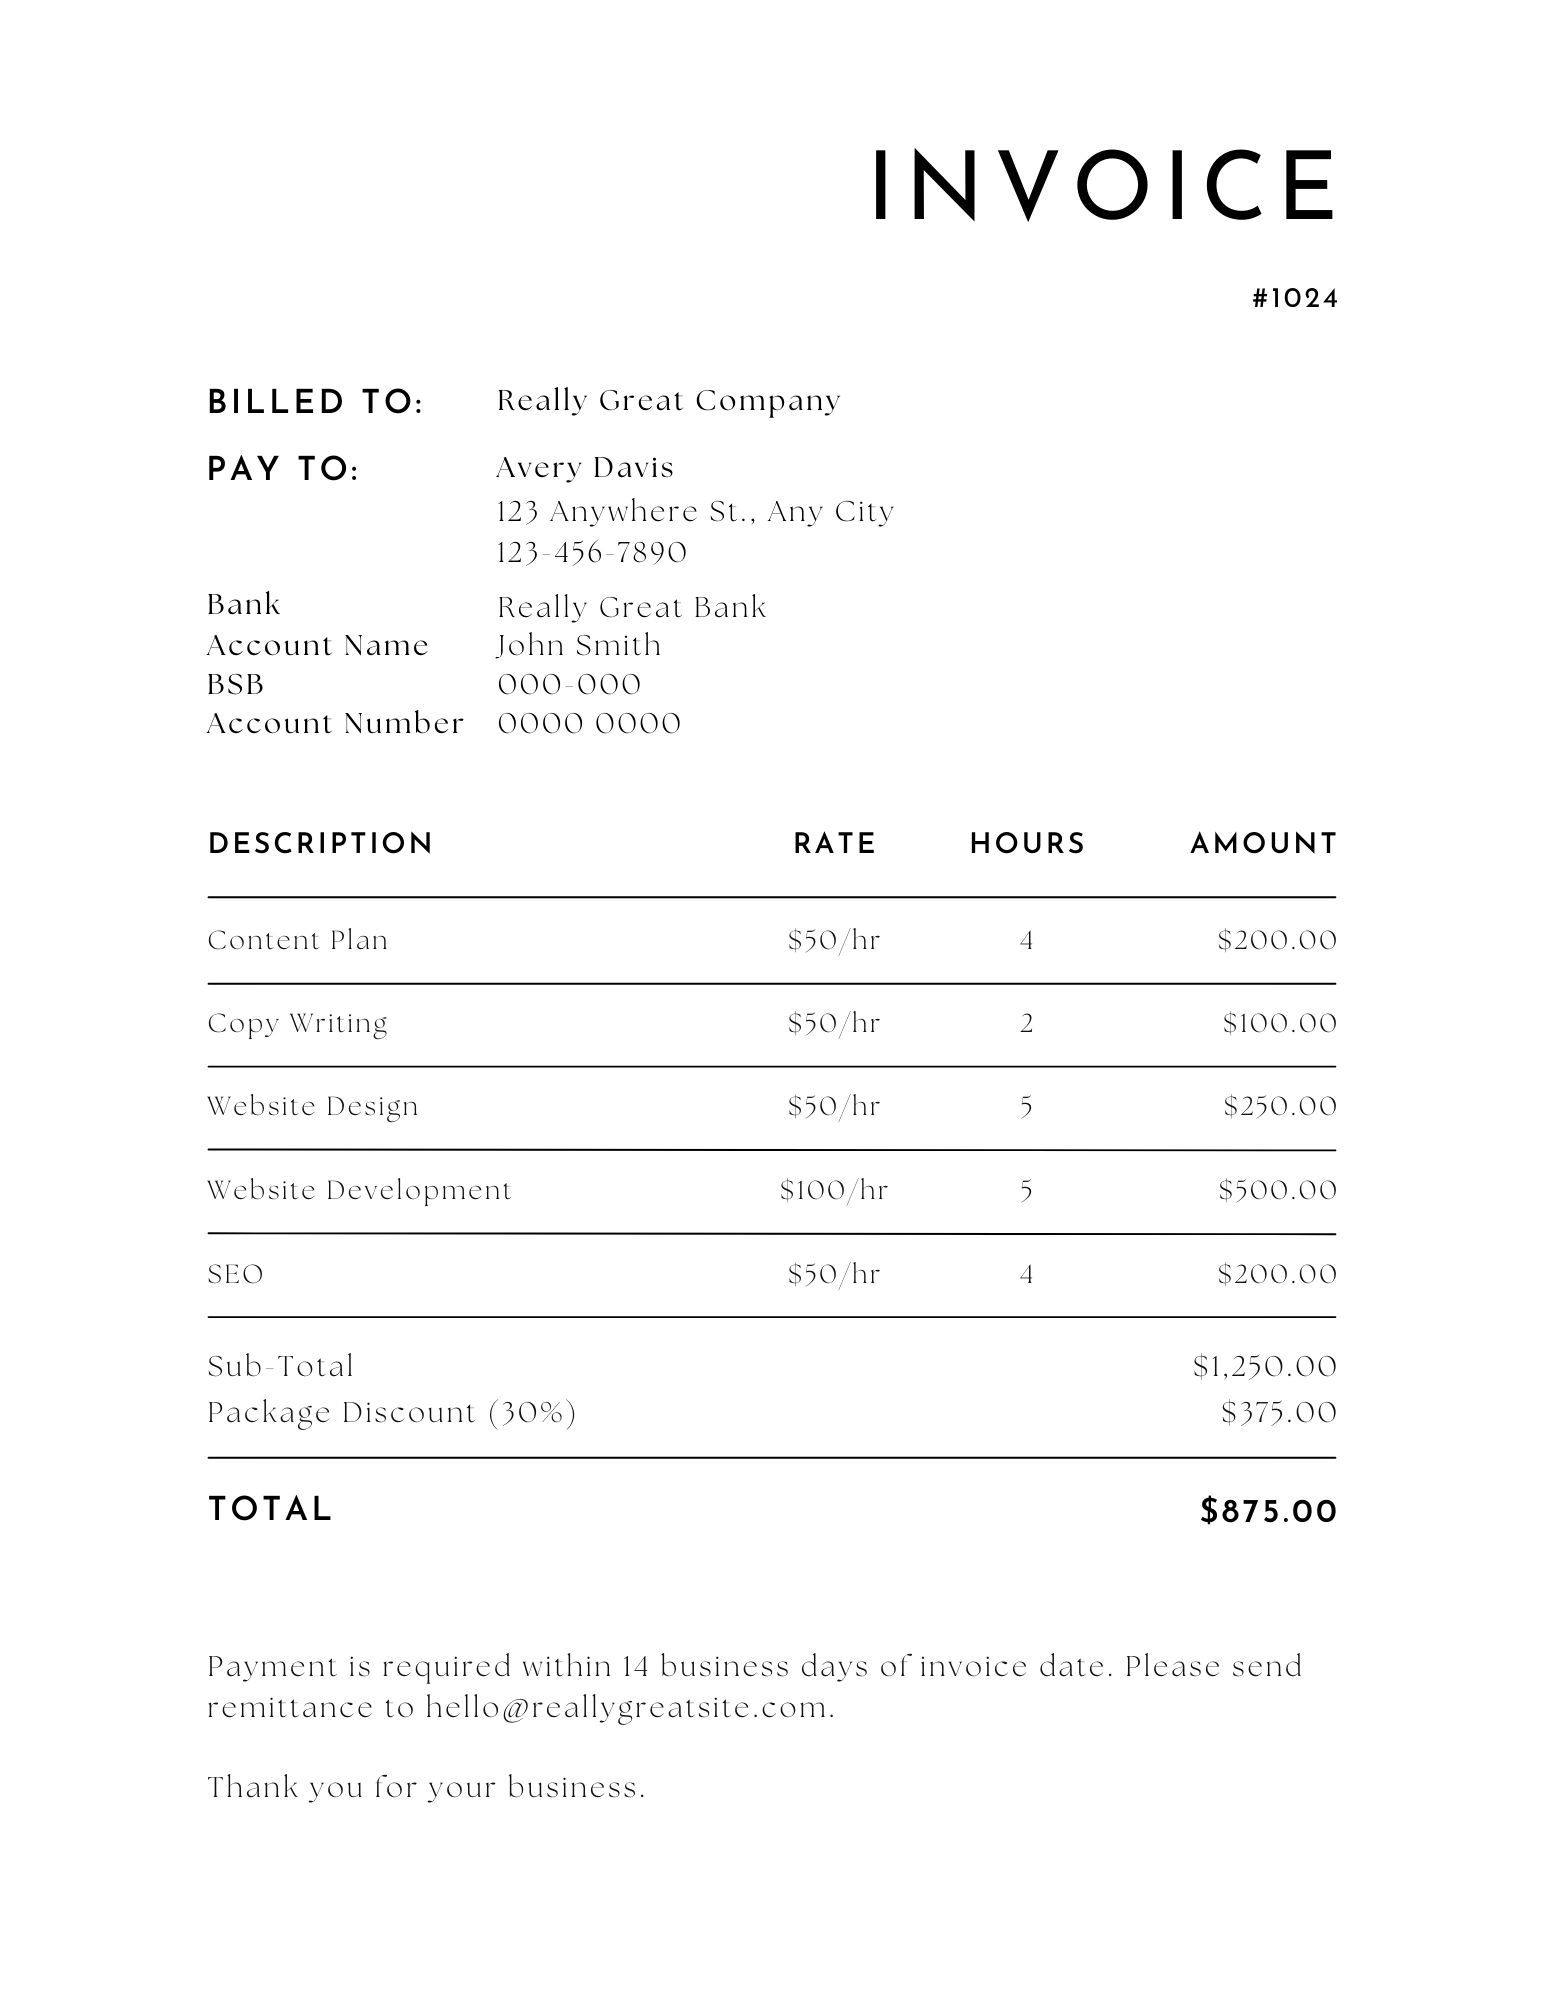 INVOICE
#1024
BILLED TO: Really Great Company
PAY TO: Avery Davis
123 Anywhere St., Any City
123-456-7890
Bank Really Great Bank
Account Name John Smith
BSB 000-000
Account Number 0000 0000
DESCRIPTION RATE HOURS AMOUNT
Content Plan $50/hr 4 $200.00
Copy Writing $50/hr 2 $100.00
Website Design $50/hr 5 $250.00
Website Development $100/hr 5 $500.00
SEO $50/hr 4 $200.00
Sub-Total $1,250.00
Package Discount (30%) $375.00
TOTAL $875.00
Payment is required within 14 business days of invoice date. Please send
remittance to hello@reallygreatsite.com.
Thank you for your business.